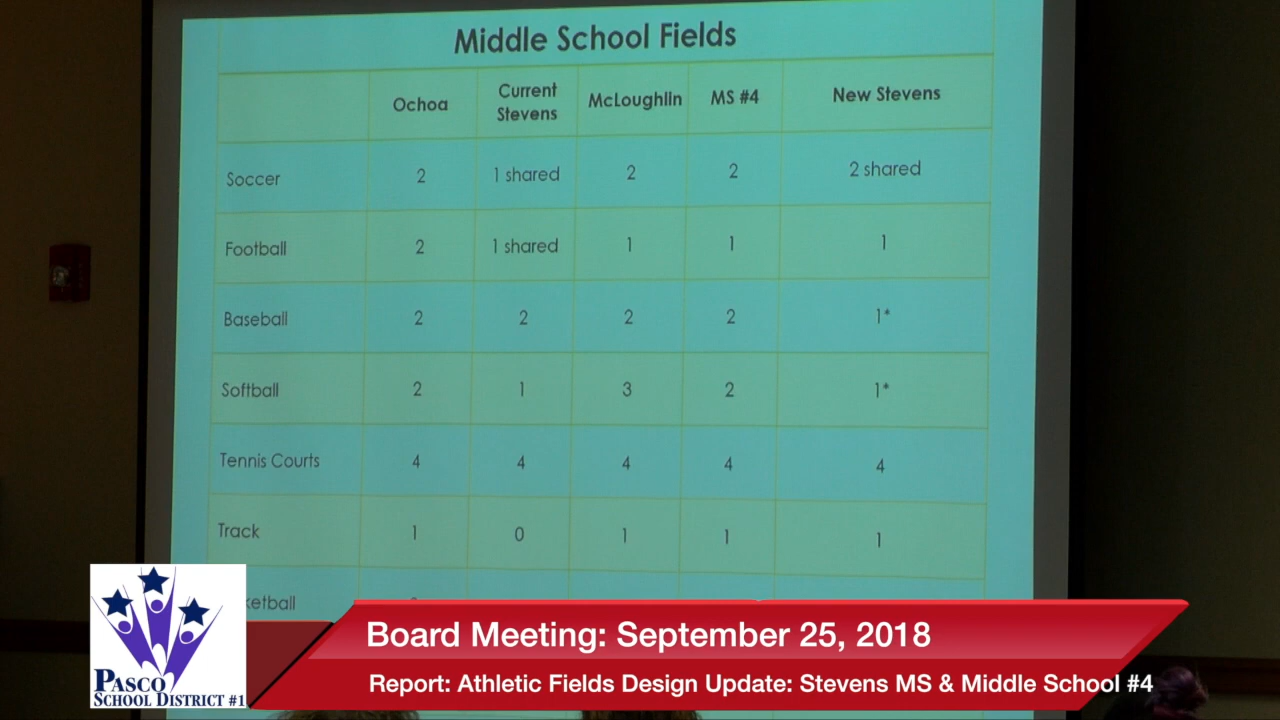 Middle School Fields
Ochoa Current Stevens McLoughlin MS #4 New Stevens
Soccer 2 1 shared 2 2 2 shared
Football 2 1 shared 1 1 1
Baseball 2 2 2 2 1*
Softball 2 1 3 2 1*
Tennis Courts 4 4 4 4 4
Track 1 0 1 1 1
ketball
Board Meeting: September 25, 2018
Report: Athletic Fields Design Update: Stevens MS & Middle School #4
PASCO
SCHOOL DISTRICT #1